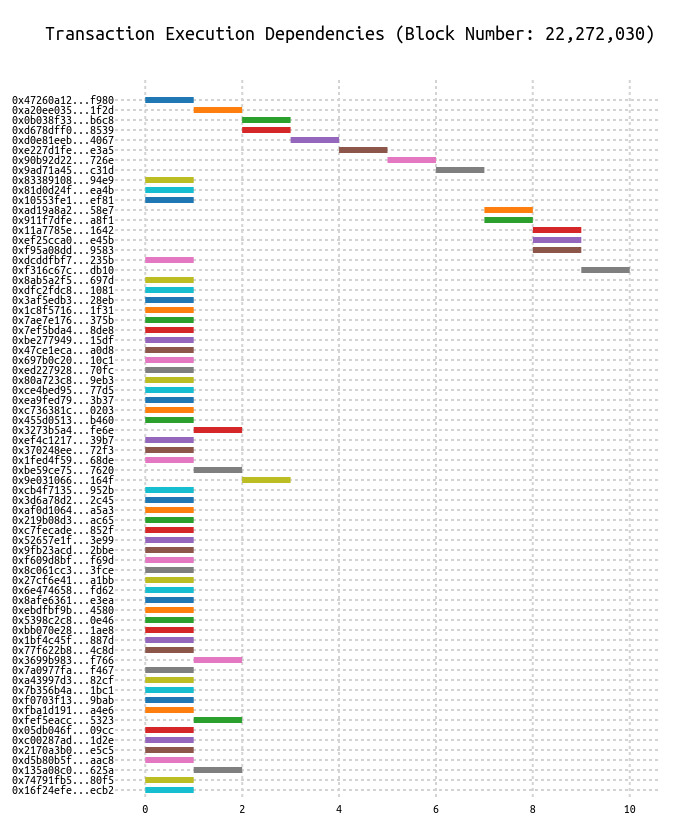 Transaction Execution Dependencies (Block Number: 22,272,030)
0x47260a12...f980
0xa20ee035...1f2d
0x0b038f33...b6c8
0xd678dff0...8539
0xd0e81eeb...4067
0xe227d1fe...e3a5
0x90b92d22...726e
0x9ad71a45...c31d
0x83389108...94e9
0x81d0d24f...ea4b
0x10553fe1...ef81
0xad19a8a2...58e7
0x911f7dfe...a8f1
0x11a7785e...1642
0xef25cca0...e45b
0xf95a08dd...9583
0xdcddfbf7...235b
0xf316c67c...db10
0x8ab5a2f5...697d
0xdfc2fdc8...1081
0x3af5edb3...28eb
0x1c8f5716...1f31
0x7ae7e176...375b
0x7ef5bda4...8de8
0xbe277949...15df
0x47ce1eca...a0d8
0x697b0c20...10c1
0xed227928...70fc
0x80a723c8...9eb3
0xce4bed95...77d5
0xea9fed79...3b37
0xc736381c...0203
0x455d0513...b460
0x3273b5a4...fe6e
0xef4c1217...39b7
0x370248ee...72f3
0x1fed4f59...68de
0xbe59ce75...7620
0x9e031066...164f
0xcb4f7135...952b
0x3d6a78d2...2c45
0xaf0d1064...a5a3
0x219b08d3...ac65
0xc7fecade...852f
0x52657e1f...3e99
0x9fb23acd...2bbe
0xf609d8bf...f69d
0x8c061cc3...3fce
0x27cf6e41...a1bb
0x6e474658...fd62
0x8afe6361...e3ea
0xebdfbf9b...4580
0x5398c2c8...0e46
0xbb070e28...1ae8
0x1bf4c45f...887d
0x77f622b8...4c8d
0x3699b983...f766
0x7a0977fa...f467
0xa43997d3...82cf
0x7b356b4a...1bc1
0xf0703f13...9bab
0xfba1d191...a4e6
0xfef5eacc...5323
0x05db046f...09cc
0xc00287ad...1d2e
0x2170a3b0...e5c5
0xd5b80b5f...aac8
0x135a08c0...625a
0x74791fb5...80f5
0x16f24efe...ecb2
0 2 4 6 8 10